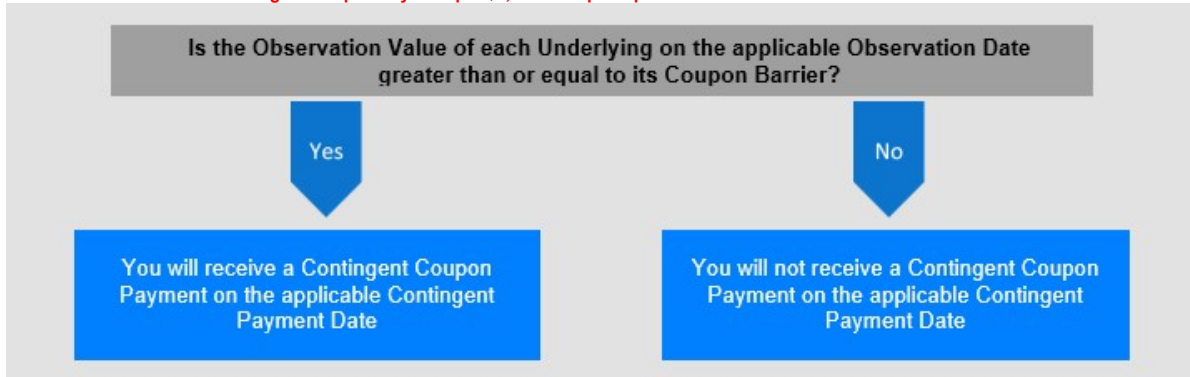 Is the Observation Value of each Underlying on the applicable Observation Date
greater than or equal to its Coupon Barrier?
Yes
No
You will receive a Contingent Coupon
Payment on the applicable Contingent
Payment Date
You will not receive a Contingent Coupon
Payment on the applicable Contingent
Payment Date